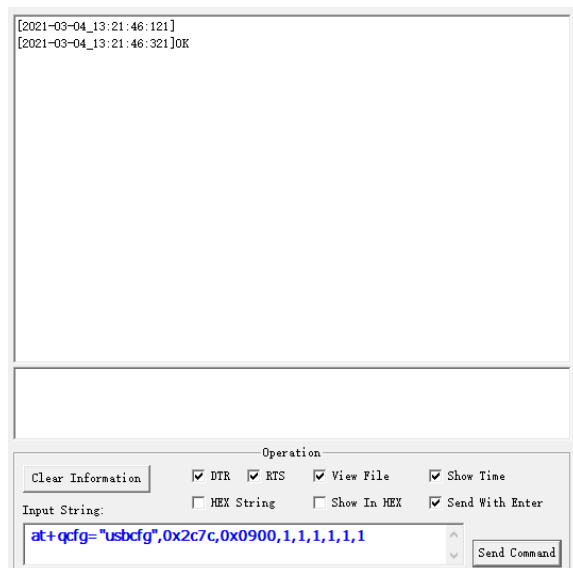 [2021-03-04_13:21:46:121]
[2021-03-04_13:21:46:321]OK
Operation
Clear Information
DTR
RTS
View File
Show Time
HEX String
Show In HEX
Send With Enter
Input String:
at+qcfg="usbcfg",0x2c7c,0x0900,1,1,1,1,1,1
Send Command